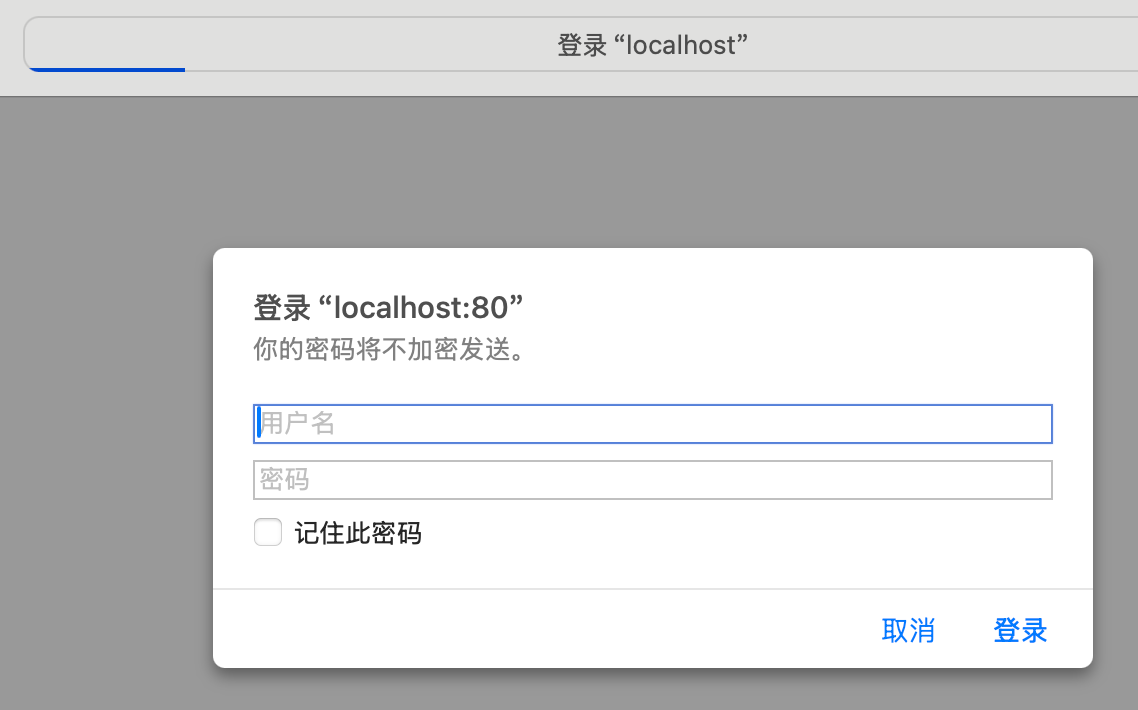 登录 “localhost”
登录 “localhost:80”
你的密码将不加密发送。
用户名
密码
记住此密码
取消 登录